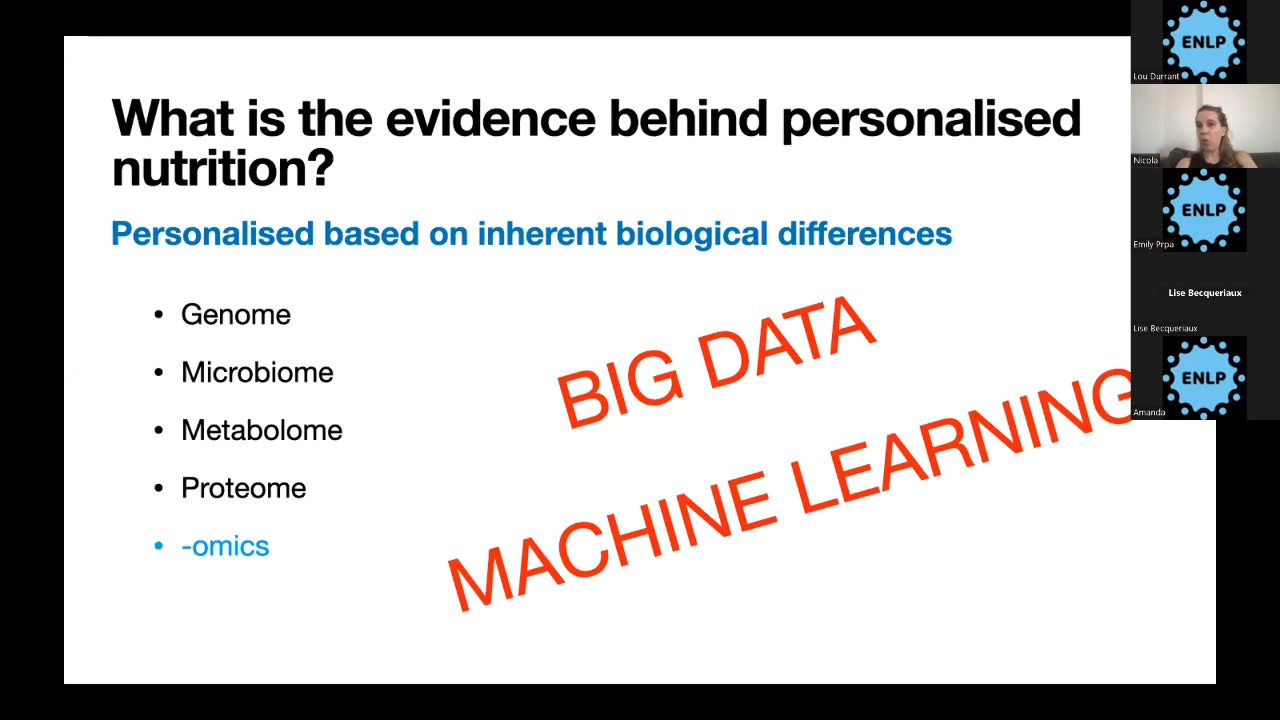 What is the evidence behind personalised
nutrition?
Personalised based on inherent biological differences
• Genome
• Microbiome
• Metabolome
• Proteome
• -omics
BIG DATA
MACHINE LEARNING
ENLP
Lou Durrant
Nicola
ENLP
Emily Prpa
Lise Becqueriaux
Lise Becqueriaux
ENLP
Amanda